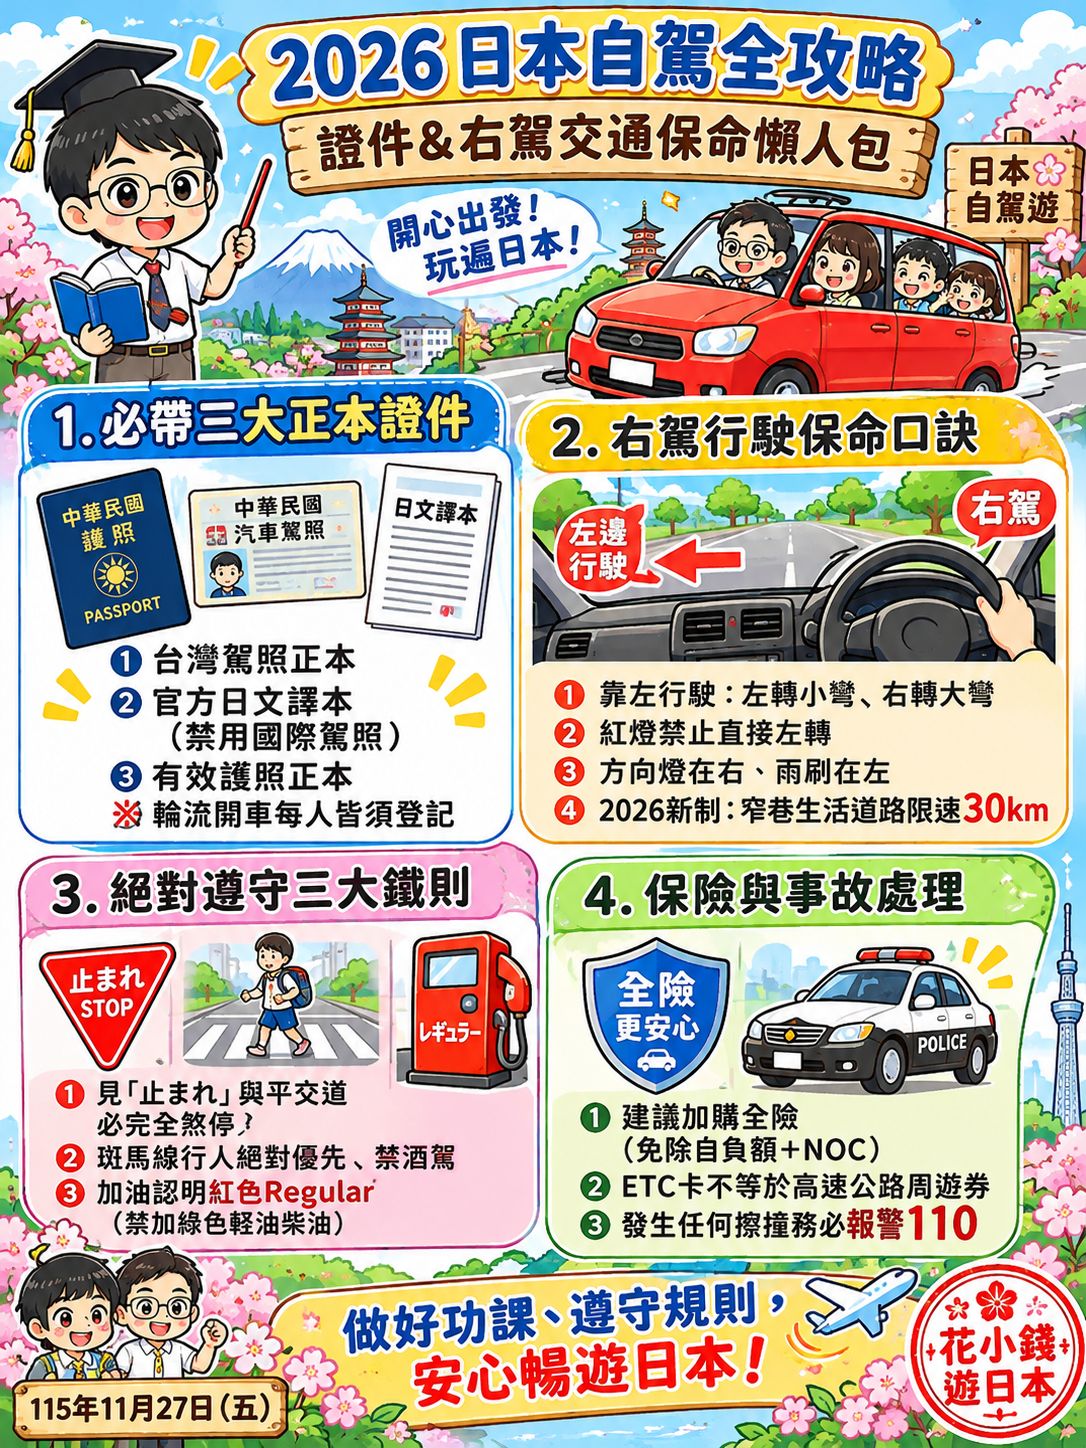 2026日本自駕全攻略
證件&右駕交通保命懶人包
日本
自駕遊
開心出發!
玩遍日本!
1.必帶三大正本證件
中華民國
護照
PASSPORT
中華民國
汽車駕照
日文譯本
1 台灣駕照正本
2 官方日文譯本
(禁用國際駕照)
3 有效護照正本
※ 輪流開車每人皆須登記
2.右駕行駛保命口訣
左邊
行駛
右駕
1 靠左行駛:左轉小彎、右轉大彎
2 紅燈禁止直接左轉
3 方向燈在右、雨刷在左
4 2026新制:窄巷生活道路限速30km
3.絕對遵守三大鐵則
止まれ
STOP
レギュラー
1 見「止まれ」與平交道
必完全煞停
2 斑馬線行人絕對優先、禁酒駕
3 加油認明紅色Regular
(禁加綠色軽油柴油)
4.保險與事故處理
全險
更安心
POLICE
1 建議加購全險
(免除自負額+NOC)
2 ETC卡不等於高速公路周遊券
3 發生任何擦撞務必報警110
做好功課、遵守規則,
安心暢遊日本!
115年11月27日(五)
花小錢
遊日本